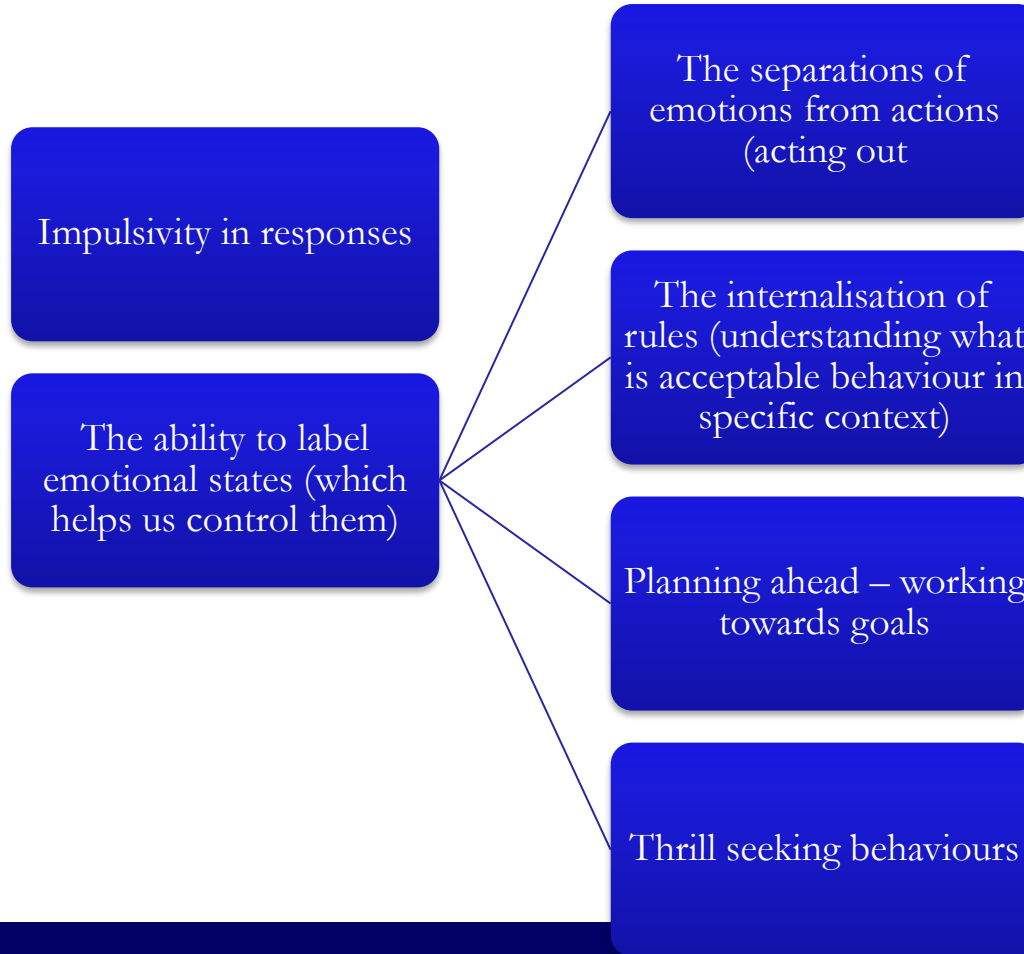 Impulsivity in responses
The ability to label
emotional states (which
helps us control them)
The separations of
emotions from actions
(acting out
The internalisation of
rules (understanding what
is acceptable behaviour in
specific context)
Planning ahead – working
towards goals
Thrill seeking behaviours